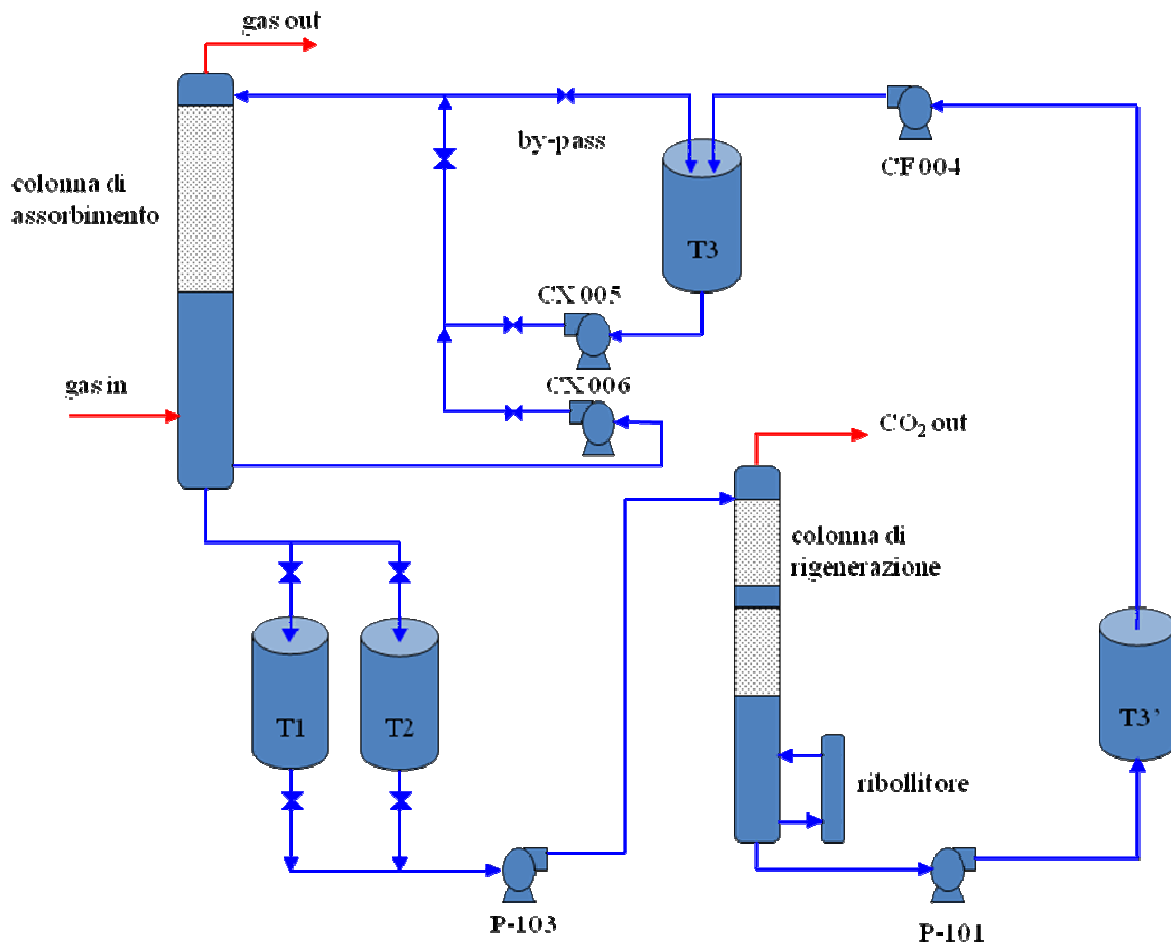 gas out
by-pass
CF004
colonna di
assorbimento
T3
CX005
gas in
CX006
CO₂ out
colonna di
rigenerazione
T1
T2
T3’
ribollitore
P-103
P-101